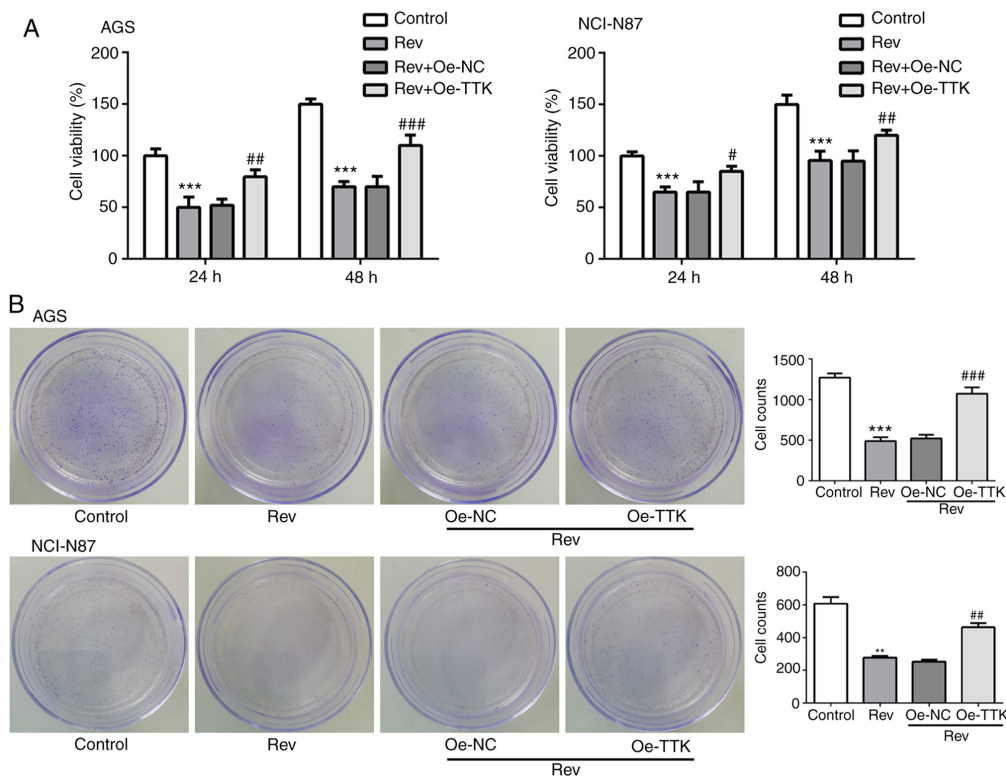 A
AGS
Control
Rev
Rev+Oe-NC
Rev+Oe-TTK
Cell viability (%)
200
150
100
50
0
***
##
***
###
24 h
48 h
NCI-N87
Control
Rev
Rev+Oe-NC
Rev+Oe-TTK
Cell viability (%)
200
150
100
50
0
***
#
***
##
24 h
48 h
B
AGS
Control
Rev
Oe-NC
Oe-TTK
Rev
Cell counts
1500
1000
500
0
***
###
Control
Rev
Oe-NC
Oe-TTK
Rev
NCI-N87
Control
Rev
Oe-NC
Oe-TTK
Rev
Cell counts
800
600
400
200
0
**
##
Control
Rev
Oe-NC
Oe-TTK
Rev